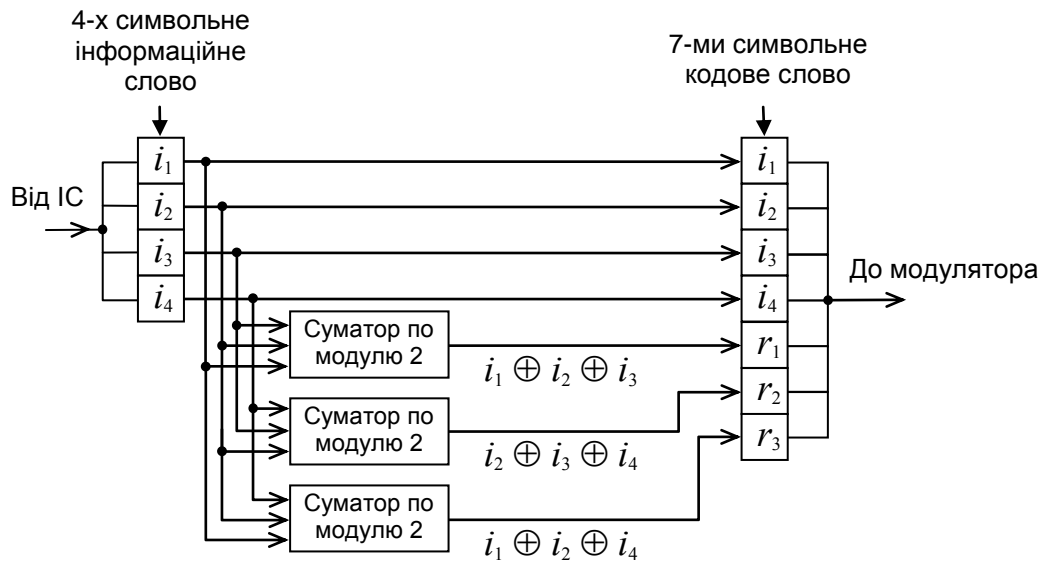 4-х символьне
інформаційне
слово
7-ми символьне
кодове слово
Від ІС
i1
i2
i3
i4
i1
i2
i3
i4
r1
r2
r3
До модулятора
Суматор по
модулю 2
i1 ⊕ i2 ⊕ i3
Суматор по
модулю 2
i2 ⊕ i3 ⊕ i4
Суматор по
модулю 2
i1 ⊕ i2 ⊕ i4